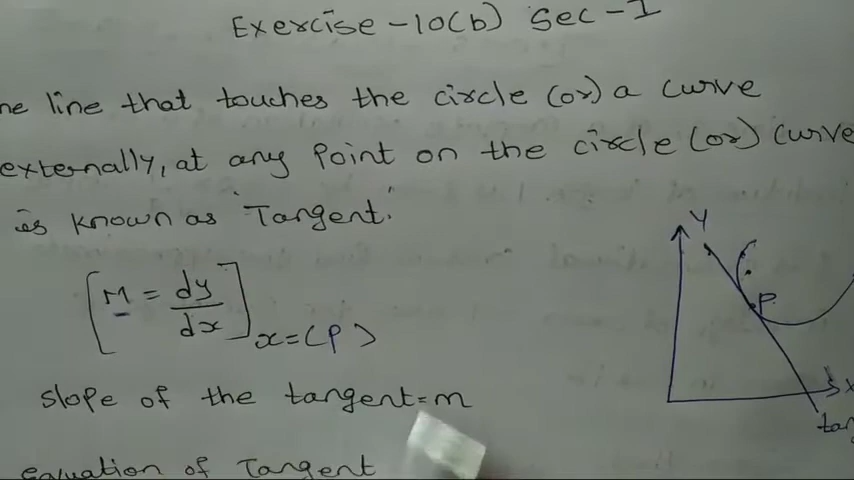 Exercise - 10(b) Sec - I
ne line that touches the circle (or) a curve
externally, at any point on the circle (or) curve
is known as "Tangent."
[M = dy/dx] x=(P)
Y
P.
x
slope of the tangent = m
tan
equation of Tangent